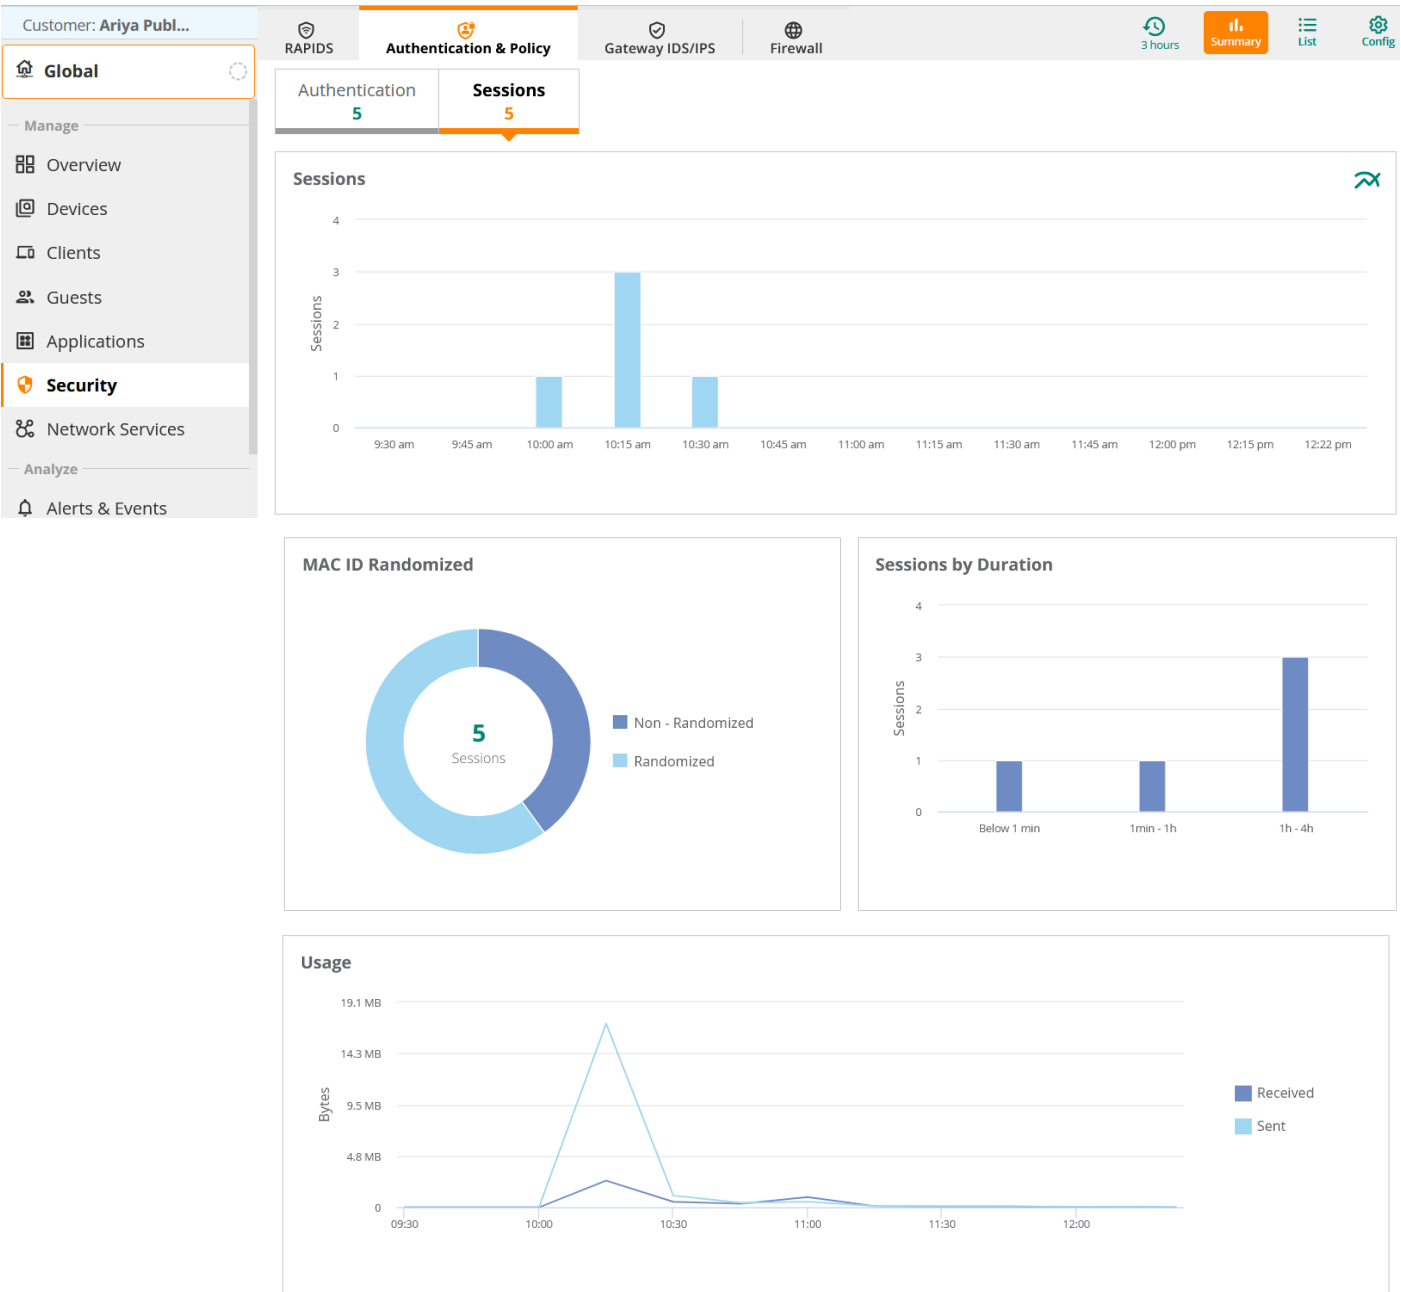 Customer: Ariya Publ...
Global
Manage
Overview
Devices
Clients
Guests
Applications
Security
Network Services
Analyze
Alerts & Events
RAPIDS
Authentication & Policy
Gateway IDS/IPS
Firewall
3 hours
Summary
List
Config
Authentication
5
Sessions
5
Sessions
Sessions
4
3
2
1
0
9:30 am 9:45 am 10:00 am 10:15 am 10:30 am 10:45 am 11:00 am 11:15 am 11:30 am 11:45 am 12:00 pm 12:15 pm 12:22 pm
MAC ID Randomized
5
Sessions
Non - Randomized
Randomized
Sessions by Duration
Sessions
4
3
2
1
0
Below 1 min 1min - 1h 1h - 4h
Usage
Bytes
19.1 MB
14.3 MB
9.5 MB
4.8 MB
0
09:30 10:00 10:30 11:00 11:30 12:00
Received
Sent